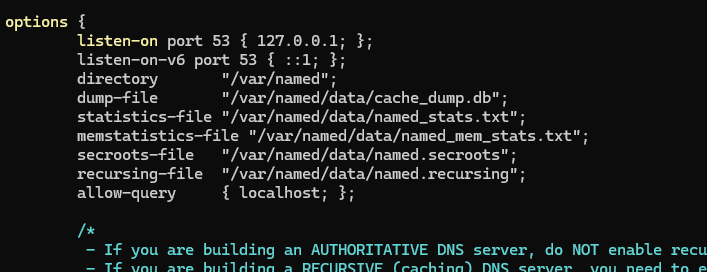 options {
        listen-on port 53 { 127.0.0.1; };
        listen-on-v6 port 53 { ::1; };
        directory       "/var/named";
        dump-file       "/var/named/data/cache_dump.db";
        statistics-file "/var/named/data/named_stats.txt";
        memstatistics-file "/var/named/data/named_mem_stats.txt";
        secroots-file   "/var/named/data/named.secroots";
        recursing-file  "/var/named/data/named.recursing";
        allow-query     { localhost; };
        /*
         - If you are building an AUTHORITATIVE DNS server, do NOT enable recu
         - If you are building a RECURSIVE (caching) DNS server, you need to e